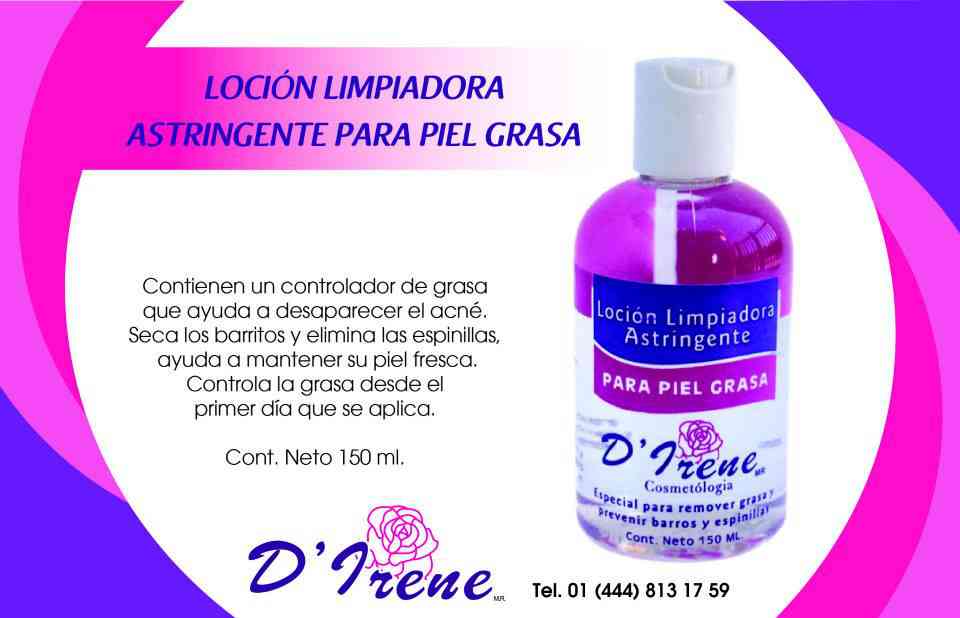 LOCIÓN LIMPIADORA
ASTRINGENTE PARA PIEL GRASA
Contienen un controlador de grasa
que ayuda a desaparecer el acné.
Seca los barritos y elimina las espinillas,
ayuda a mantener su piel fresca.
Controla la grasa desde el
primer día que se aplica.
Cont. Neto 150 ml.
D'Irene M.R.
Tel. 01 (444) 813 17 59
Loción Limpiadora
Astringente
PARA PIEL GRASA
D'Irene MR
Cosmetólogia
Especial para remover grasa y
prevenir barros y espinillas
Cont. Neto 150 ML.